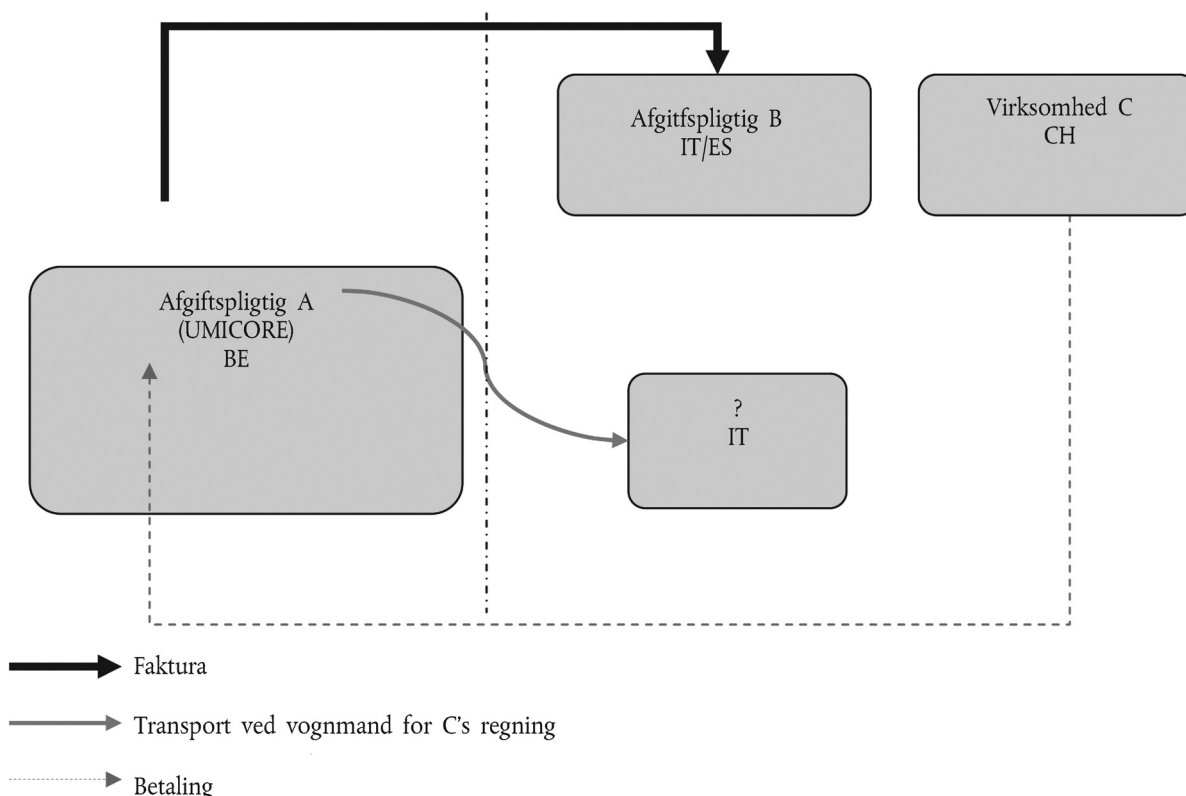 Afgitfspligtig B
IT/ES
Virksomhed C
CH
Afgiftspligtig A
(UMICORE)
BE
?
IT
Faktura
Transport ved vognmand for C's regning
Betaling